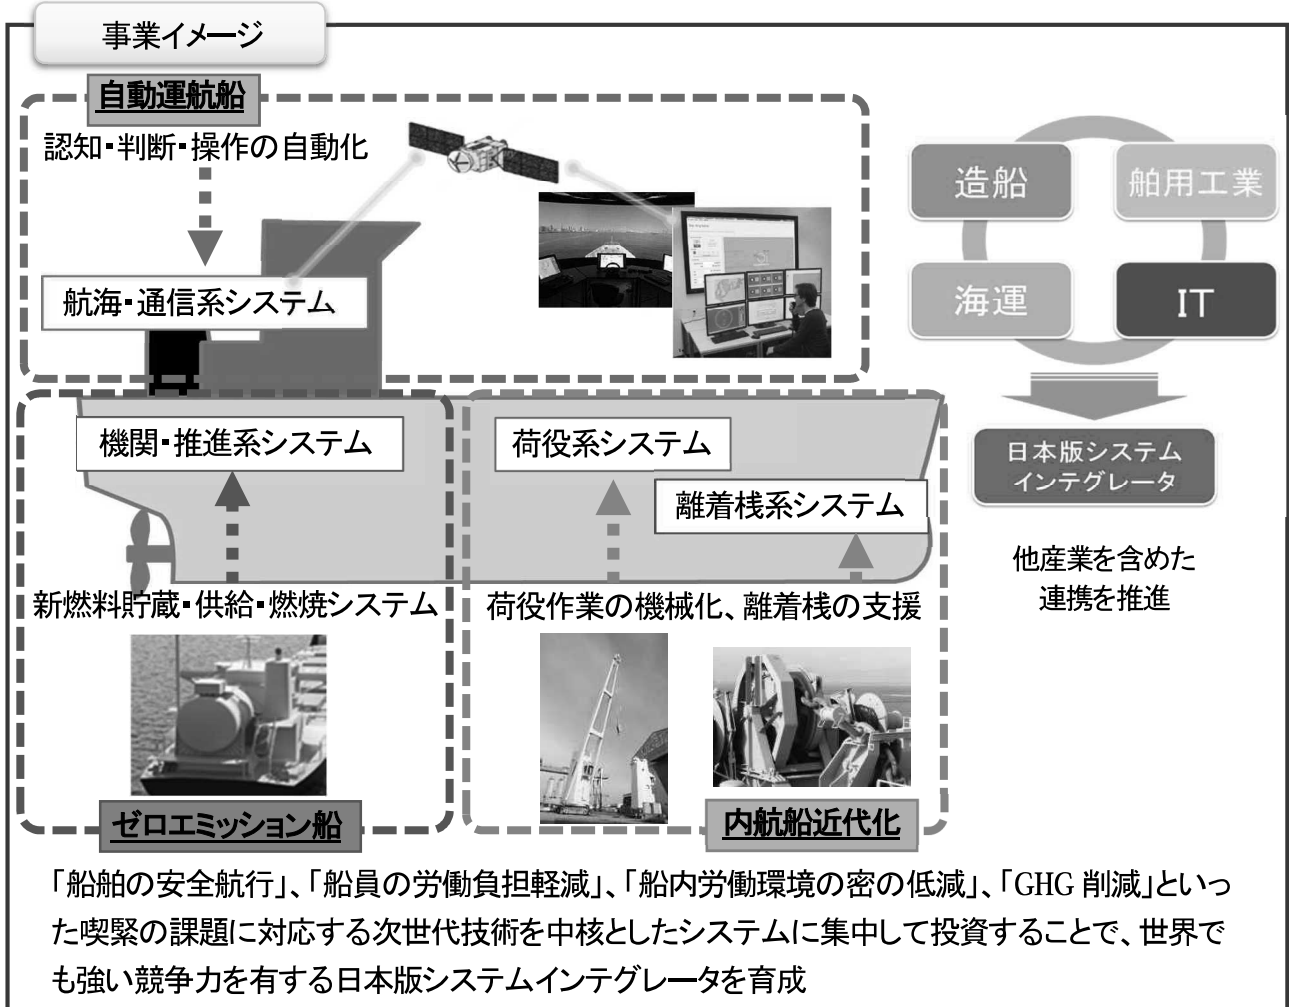 事業イメージ
自動運航船
認知・判断・操作の自動化
航海・通信系システム
造船
舶用工業
海運
IT
日本版システム
インテグレータ
他産業を含めた
連携を推進
機関・推進系システム
荷役系システム
離着桟系システム
新燃料貯蔵・供給・燃焼システム
荷役作業の機械化、離着桟の支援
ゼロエミッション船
内航船近代化
「船舶の安全航行」、「船員の労働負担軽減」、「船内労働環境の密の低減」、「GHG 削減」といっ
た喫緊の課題に対応する次世代技術を中核としたシステムに集中して投資することで、世界で
も強い競争力を有する日本版システムインテグレータを育成